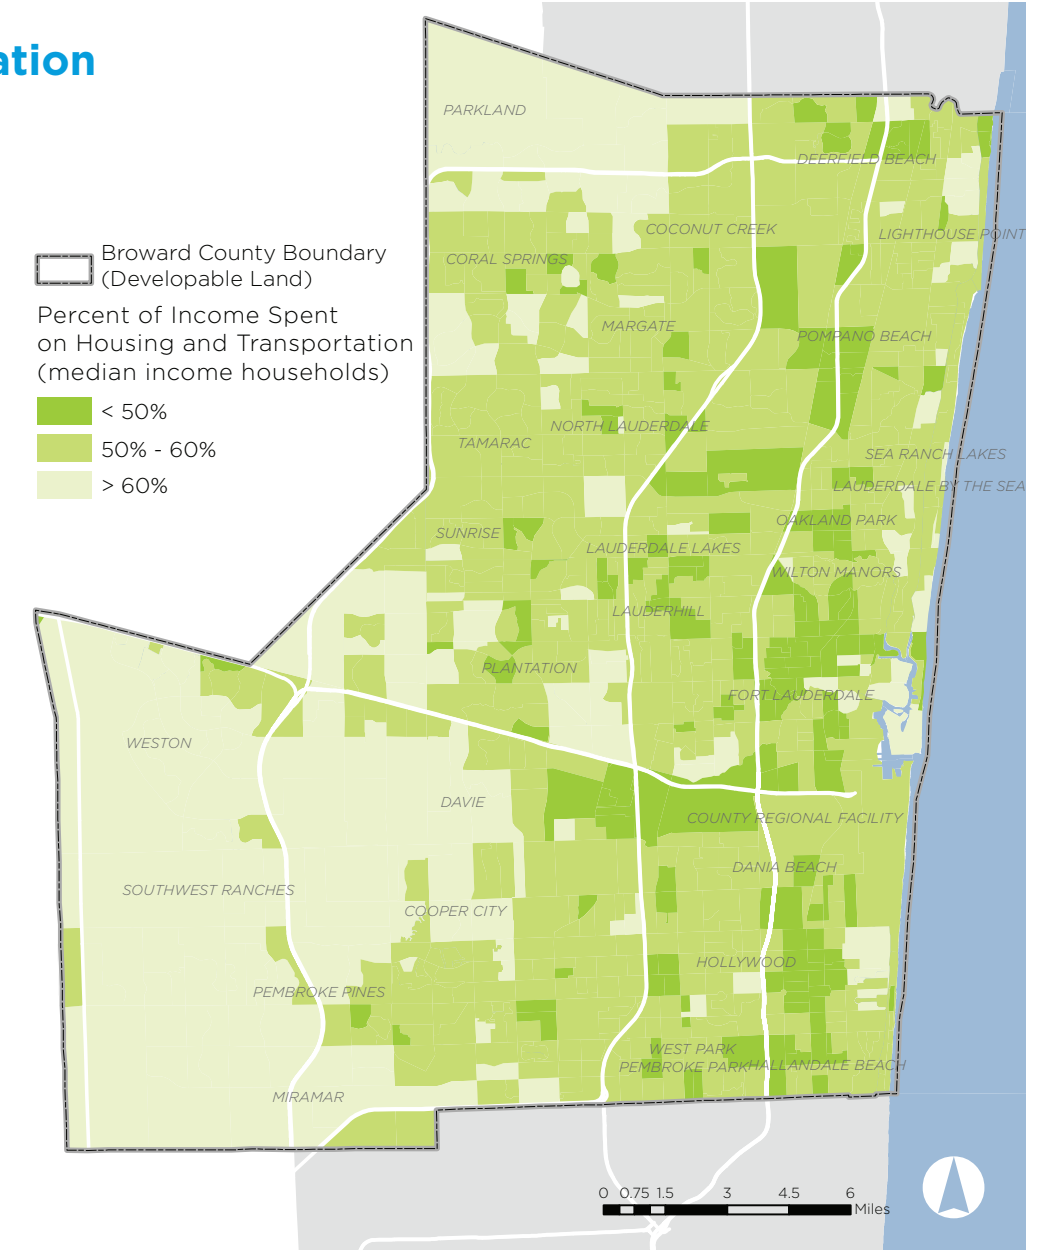 ation
PARKLAND
DEERFIELD BEACH
COCONUT CREEK
LIGHTHOUSE POINT
CORAL SPRINGS
Broward County Boundary
(Developable Land)
Percent of Income Spent
on Housing and Transportation
(median income households)
< 50%
50% - 60%
> 60%
MARGATE
POMPANO BEACH
NORTH LAUDERDALE
TAMARAC
SEA RANCH LAKES
LAUDERDALE BY THE SEA
OAKLAND PARK
SUNRISE
LAUDERDALE LAKES
WILTON MANORS
LAUDERHILL
PLANTATION
FORT LAUDERDALE
WESTON
DAVIE
COUNTY REGIONAL FACILITY
DANIA BEACH
SOUTHWEST RANCHES
COOPER CITY
HOLLYWOOD
PEMBROKE PINES
WEST PARK
PEMBROKE PARK
HALLANDALE BEACH
MIRAMAR
0 0.75 1.5 3 4.5 6
Miles